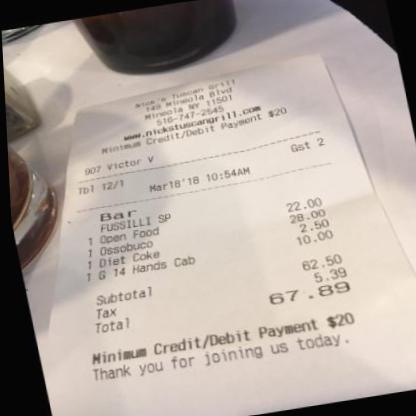 Nick's Tuscan Grill
149 Mineola Blvd
Mineola NY 11501
516-747-2545
www.nickstuscangrill.com
Minimum Credit/Debit Payment $20
907 Victor V
Tbl 12/1 Gst 2
Mar18'18 10:54AM
Bar
FUSSILLI SP
1 Open Food 22.00
1 Ossobuco 28.00
1 Diet Coke 2.50
1 G 14 Hands Cab 10.00
Subtotal 62.50
Tax 5.39
Total 67.89
Minimum Credit/Debit Payment $20
Thank you for joining us today.